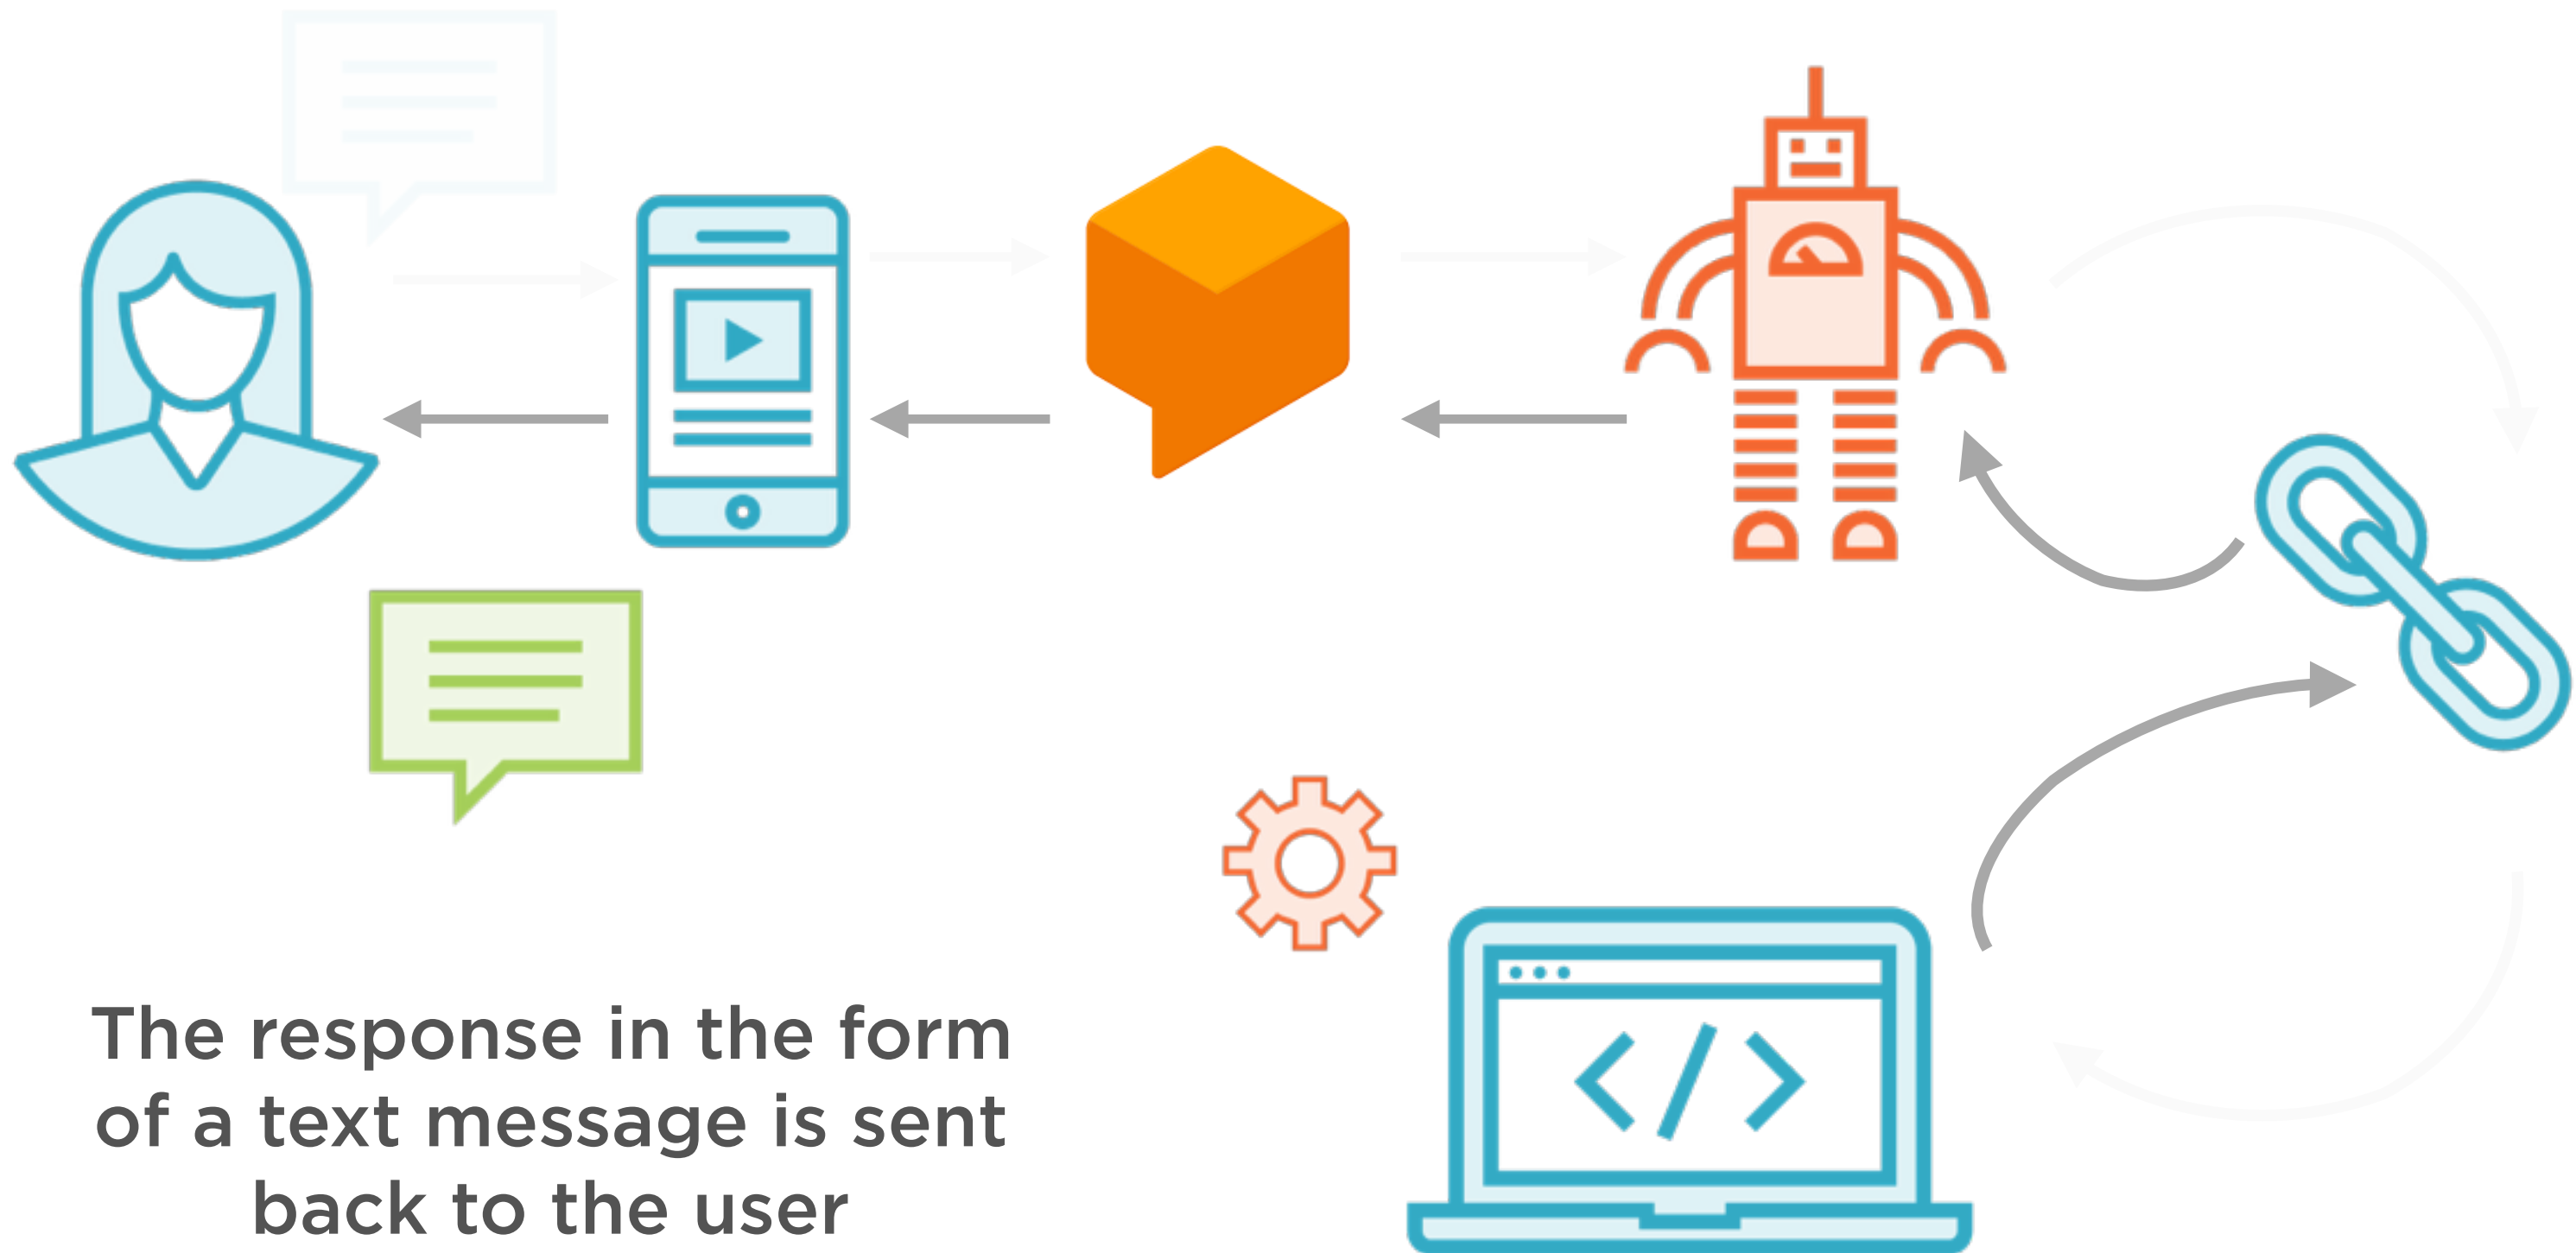 The response in the form
of a text message is sent
back to the user